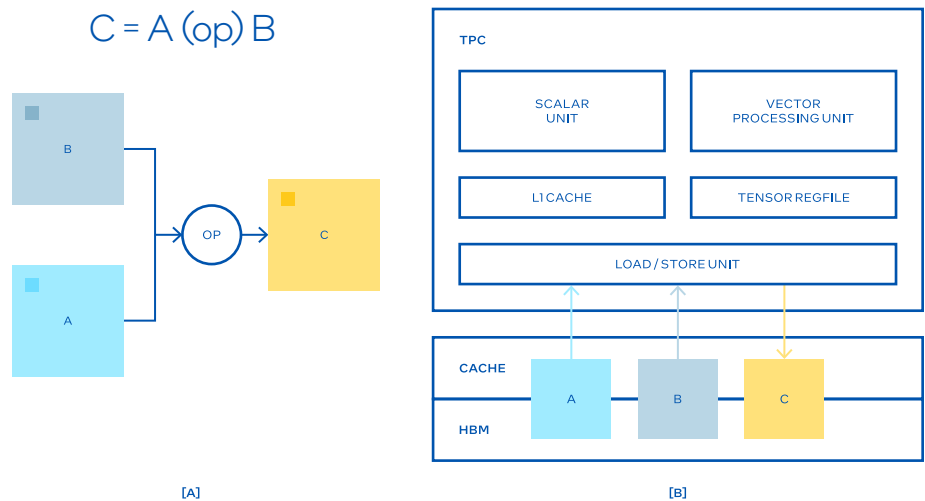 C = A (op) B
B
A
OP
C
[A]
TPC
SCALAR
UNIT
VECTOR
PROCESSING UNIT
L1 CACHE
TENSOR REGFILE
LOAD / STORE UNIT
CACHE
HBM
A
B
C
[B]